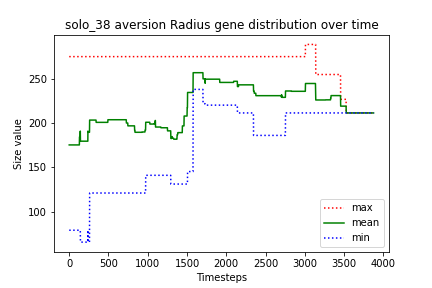 solo_38 aversion Radius gene distribution over time
Size value
250
200
150
100
max
mean
min
0
500
1000
1500
2000
2500
3000
3500
4000
Timesteps